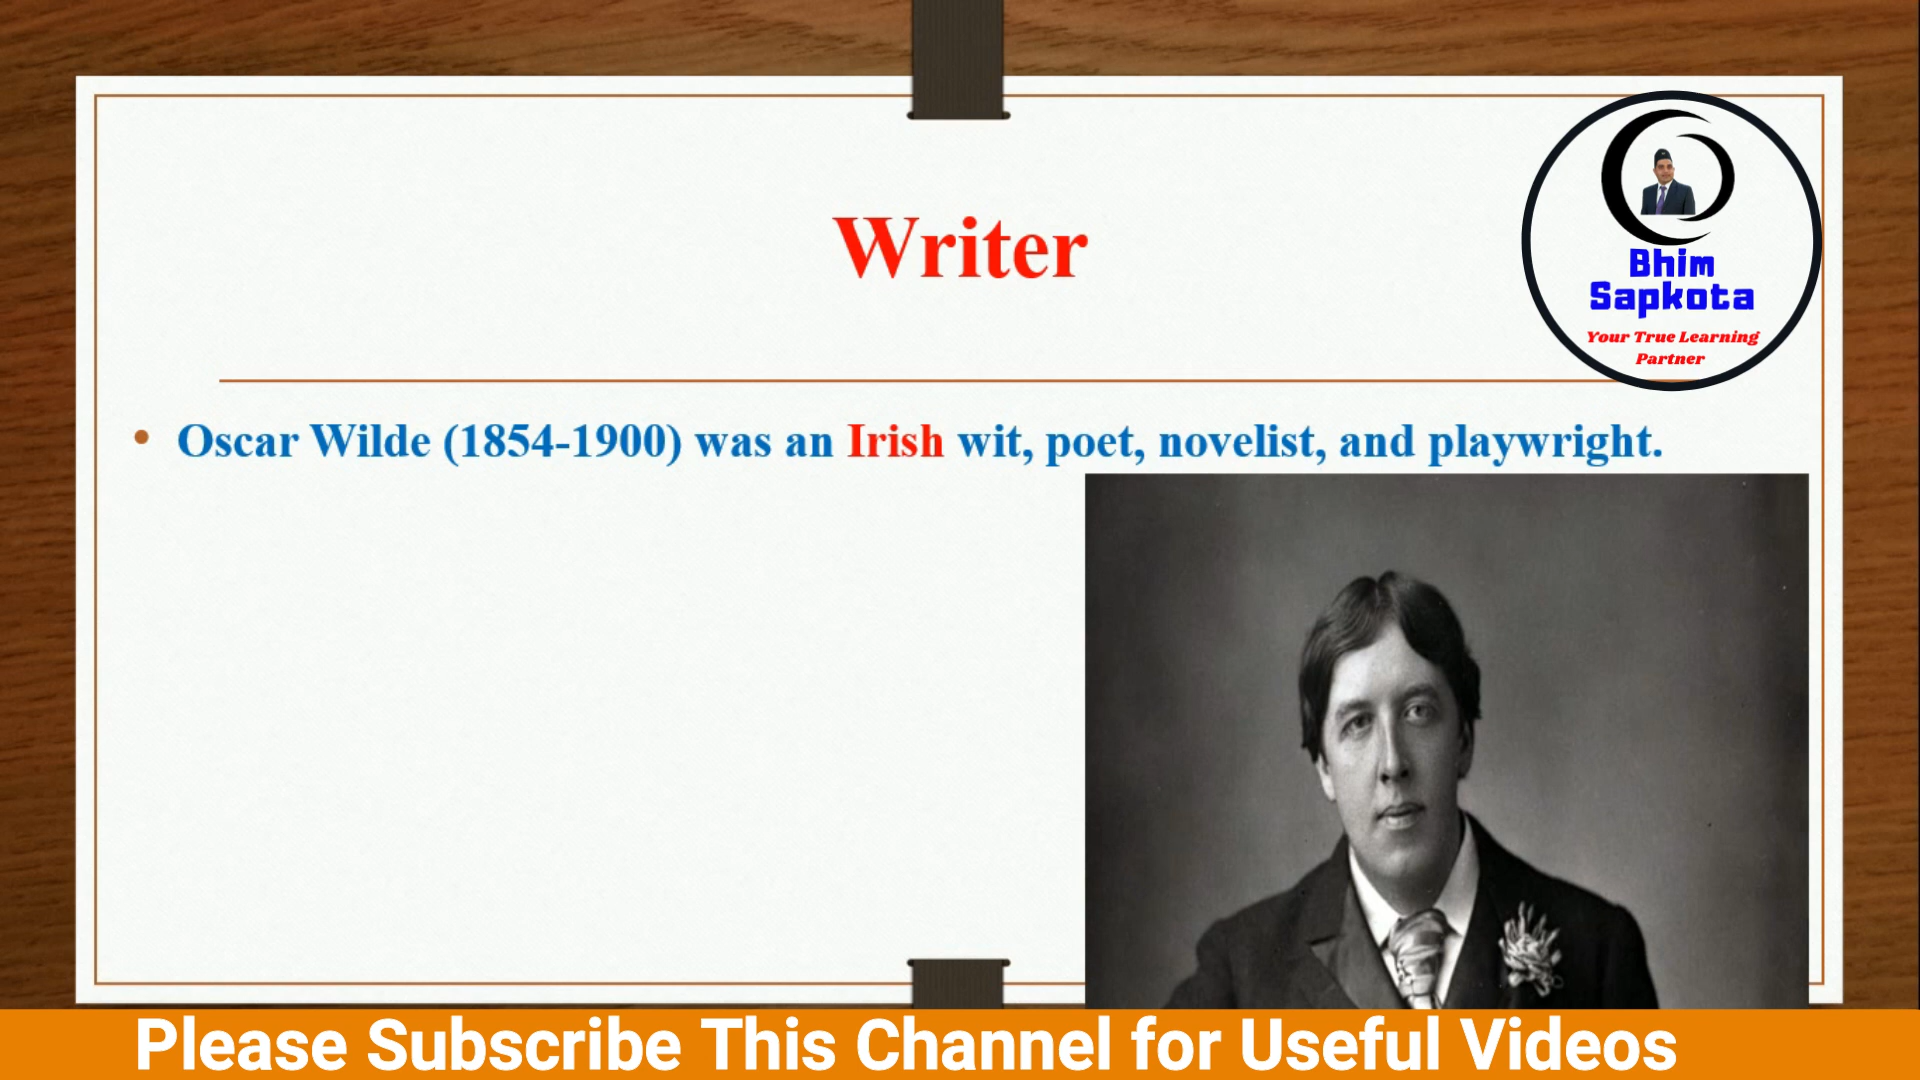 Writer
Bhim
Sapkota
Your True Learning
Partner
• Oscar Wilde (1854-1900) was an Irish wit, poet, novelist, and playwright.
Please Subscribe This Channel for Useful Videos